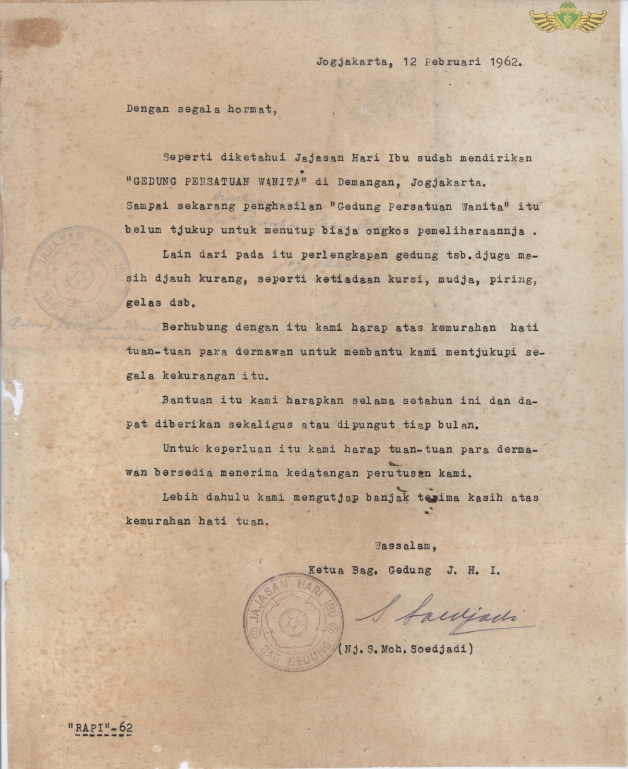 Jogjakarta, 12 Pebruari 1962.
Dengan segala hormat,
Seperti diketahui Jajasan Hari Ibu sudah mendirikan
"GEDUNG PERSATUAN WANITA" di Demangan, Jogjakarta.
Sampai sekarang penghasilan "Gedung Persatuan Wanita" itu
belum tjukup untuk menutup biaja ongkos pemeliharaannja .
Lain dari pada itu perlengkapan gedung tsb.djuga ma-
sih djauh kurang, seperti ketiadaan kursi, mudja, piring,
gelas dsb.
Berhubung dengan itu kami harap atas kemurahan hati
tuan-tuan para dermawan untuk membantu kami mentjukupi se-
gala kekurangan itu.
Bantuan itu kami harapkan selama setahun ini dan da-
pat diberikan sekaligus atau dipungut tiap bulan.
Untuk keperluan itu kami harap tuan-tuan para derma-
wan bersedia menerima kedatangan perutusan kami.
Lebih dahulu kami mengutjap banjak terima kasih atas
kemurahan hati tuan.
Wassalam,
Ketua Bag. Gedung J. H. I.
JAJASAN HARI IBU
BAG. GEDUNG
S Soedjadi
(Nj. S. Moh. Soedjadi)
"RAPI"-62